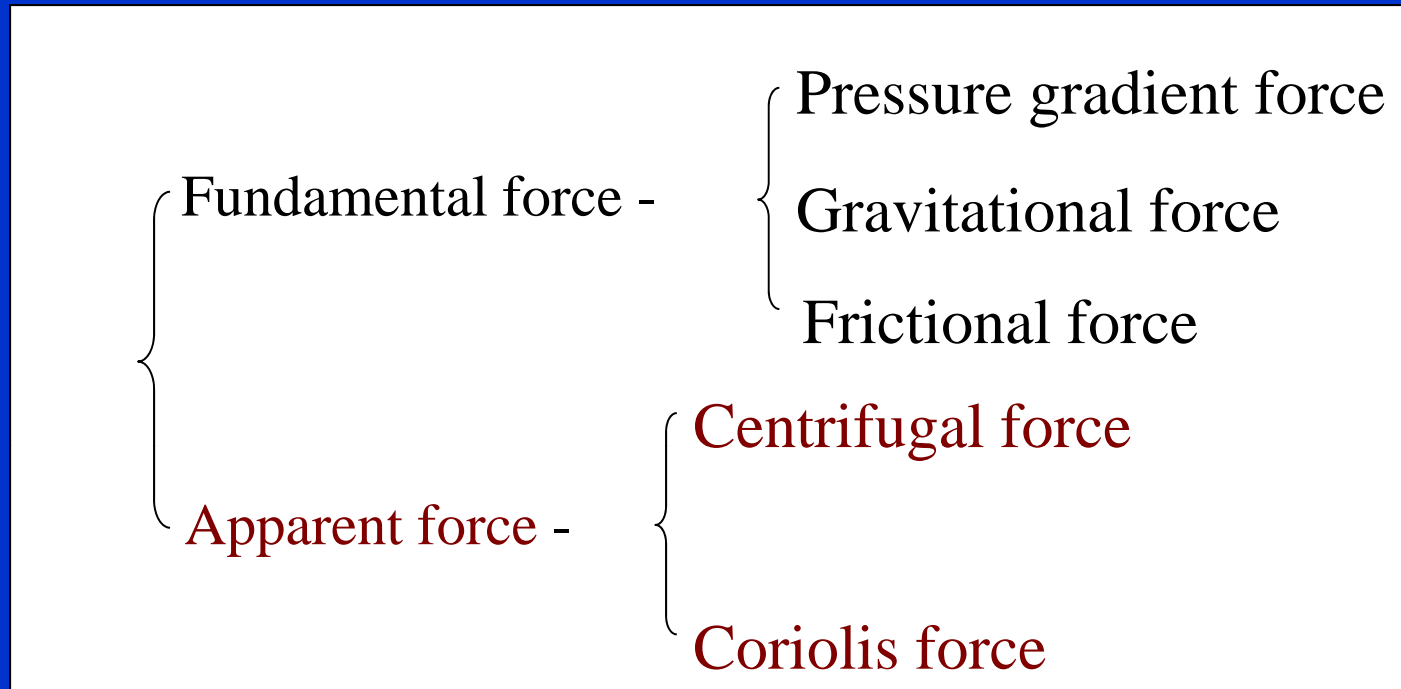 Pressure gradient force
Fundamental force -
Gravitational force
Frictional force
Centrifugal force
Apparent force -
Coriolis force